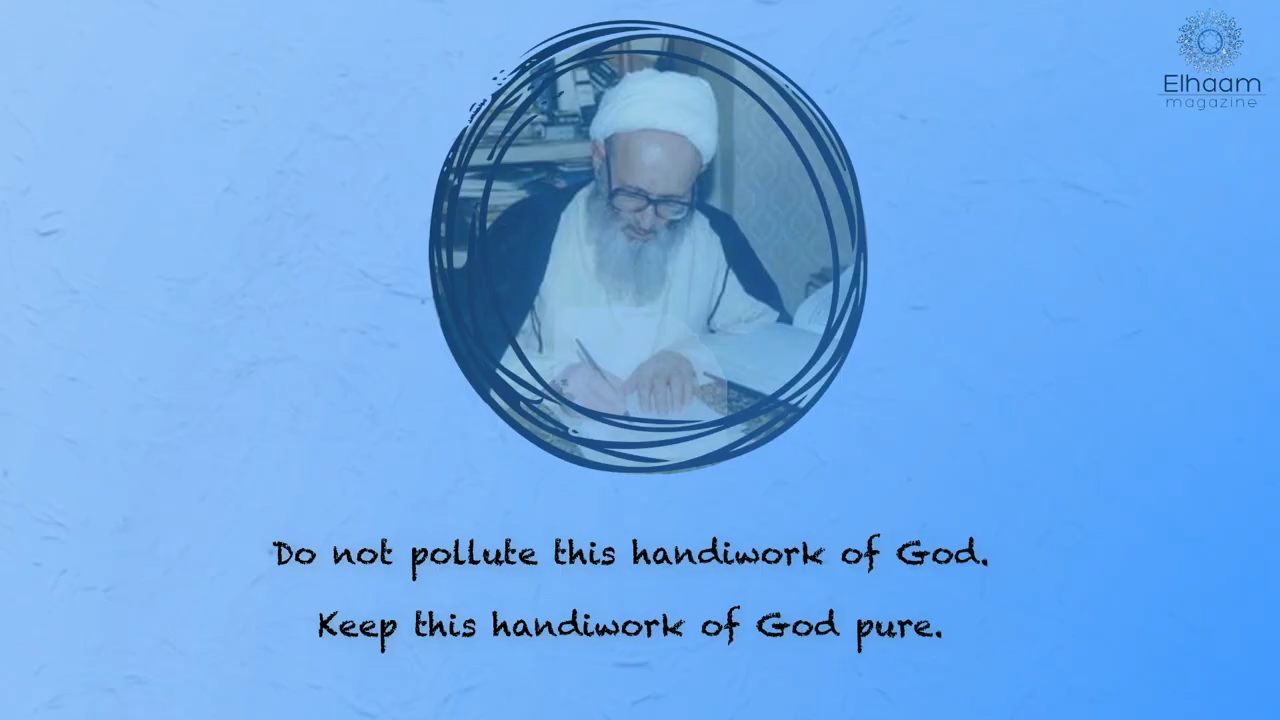 Elhaam
magazine
Do not pollute this handiwork of God.
Keep this handiwork of God pure.